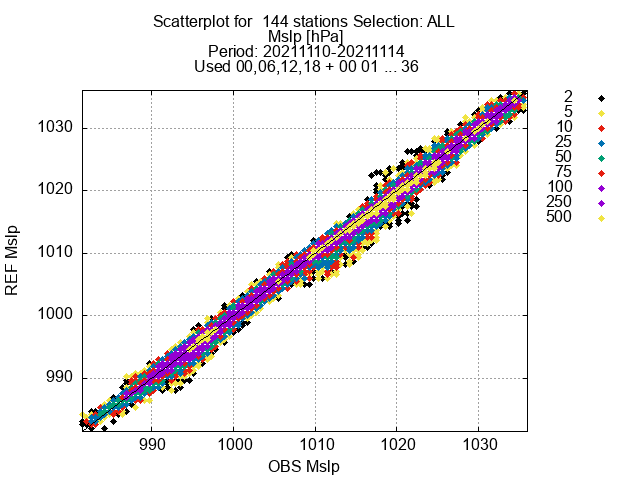 Scatterplot for  144 stations Selection: ALL
Mslp [hPa]
Period: 20211110-20211114
Used 00,06,12,18 + 00 01 ... 36
2
5
10
25
50
75
100
250
500
1030
1020
1010
1000
990
REF Mslp
990 1000 1010 1020 1030
OBS Mslp